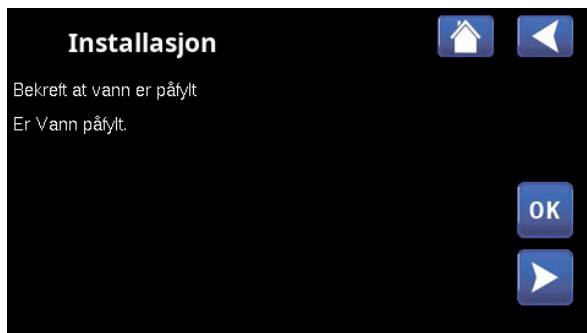 Installasjon
Bekreft at vann er påfylt
Er Vann påfylt.
OK